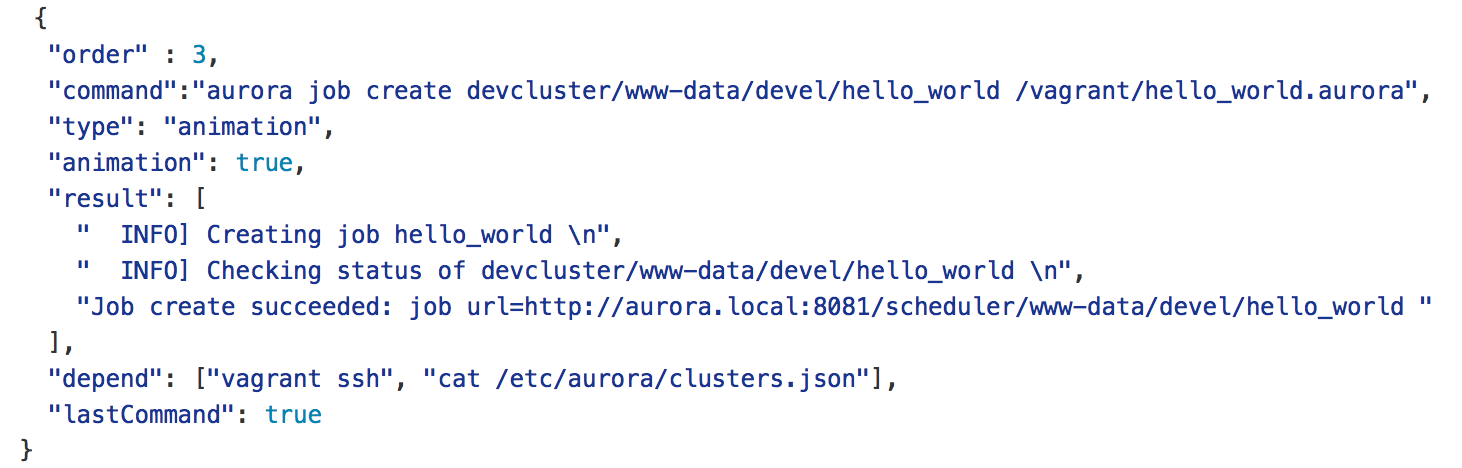 {
"order" : 3,
"command":"aurora job create devcluster/www-data/devel/hello_world /vagrant/hello_world.aurora",
"type": "animation",
"animation": true,
"result": [
"  INFO] Creating job hello_world \n",
"  INFO] Checking status of devcluster/www-data/devel/hello_world \n",
"Job create succeeded: job url=http://aurora.local:8081/scheduler/www-data/devel/hello_world "
],
"depend": ["vagrant ssh", "cat /etc/aurora/clusters.json"],
"lastCommand": true
}